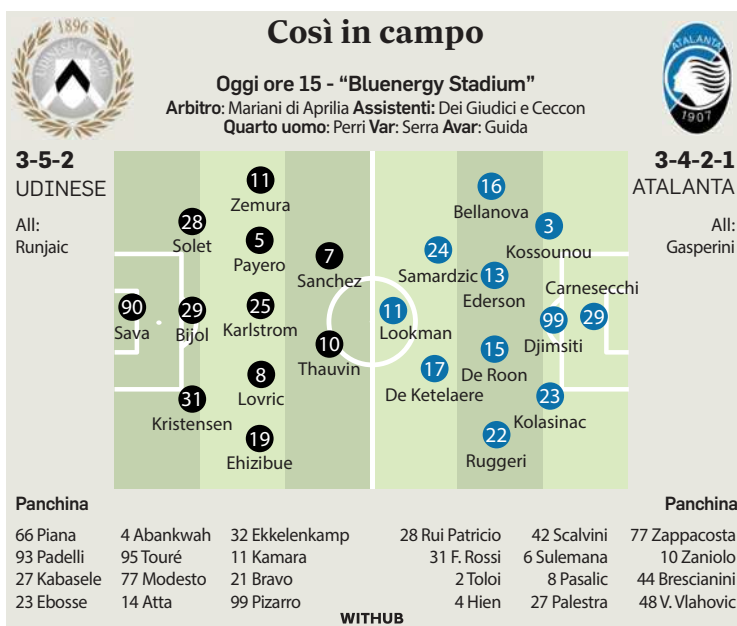 Così in campo
1896
UDINESE CALCIO
ATALANTA
1907
Oggi ore 15 - “Bluenergy Stadium”
Arbitro: Mariani di Aprilia Assistenti: Dei Giudici e Ceccon
Quarto uomo: Perri Var: Serra Avar: Guida
3-5-2
UDINESE
All:
Runjaic
3-4-2-1
ATALANTA
All:
Gasperini
90
Sava
28
Solet
29
Bijol
31
Kristensen
11
Zemura
5
Payero
25
Karlstrom
8
Lovric
19
Ehizibue
7
Sanchez
10
Thauvin
11
Lookman
24
Samardzic
17
De Ketelaere
16
Bellanova
13
Ederson
15
De Roon
22
Ruggeri
3
Kossounou
99
Djimsiti
23
Kolasinac
Carnesecchi
29
Panchina
66 Piana 4 Abankwah 32 Ekkelenkamp
93 Padelli 95 Touré 11 Kamara
27 Kabasele 77 Modesto 21 Bravo
23 Ebosse 14 Atta 99 Pizarro
Panchina
28 Rui Patricio 42 Scalvini 77 Zappacosta
31 F. Rossi 6 Sulemana 10 Zaniolo
2 Toloi 8 Pasalic 44 Brescianini
4 Hien 27 Palestra 48 V. Vlahovic
WITHUB